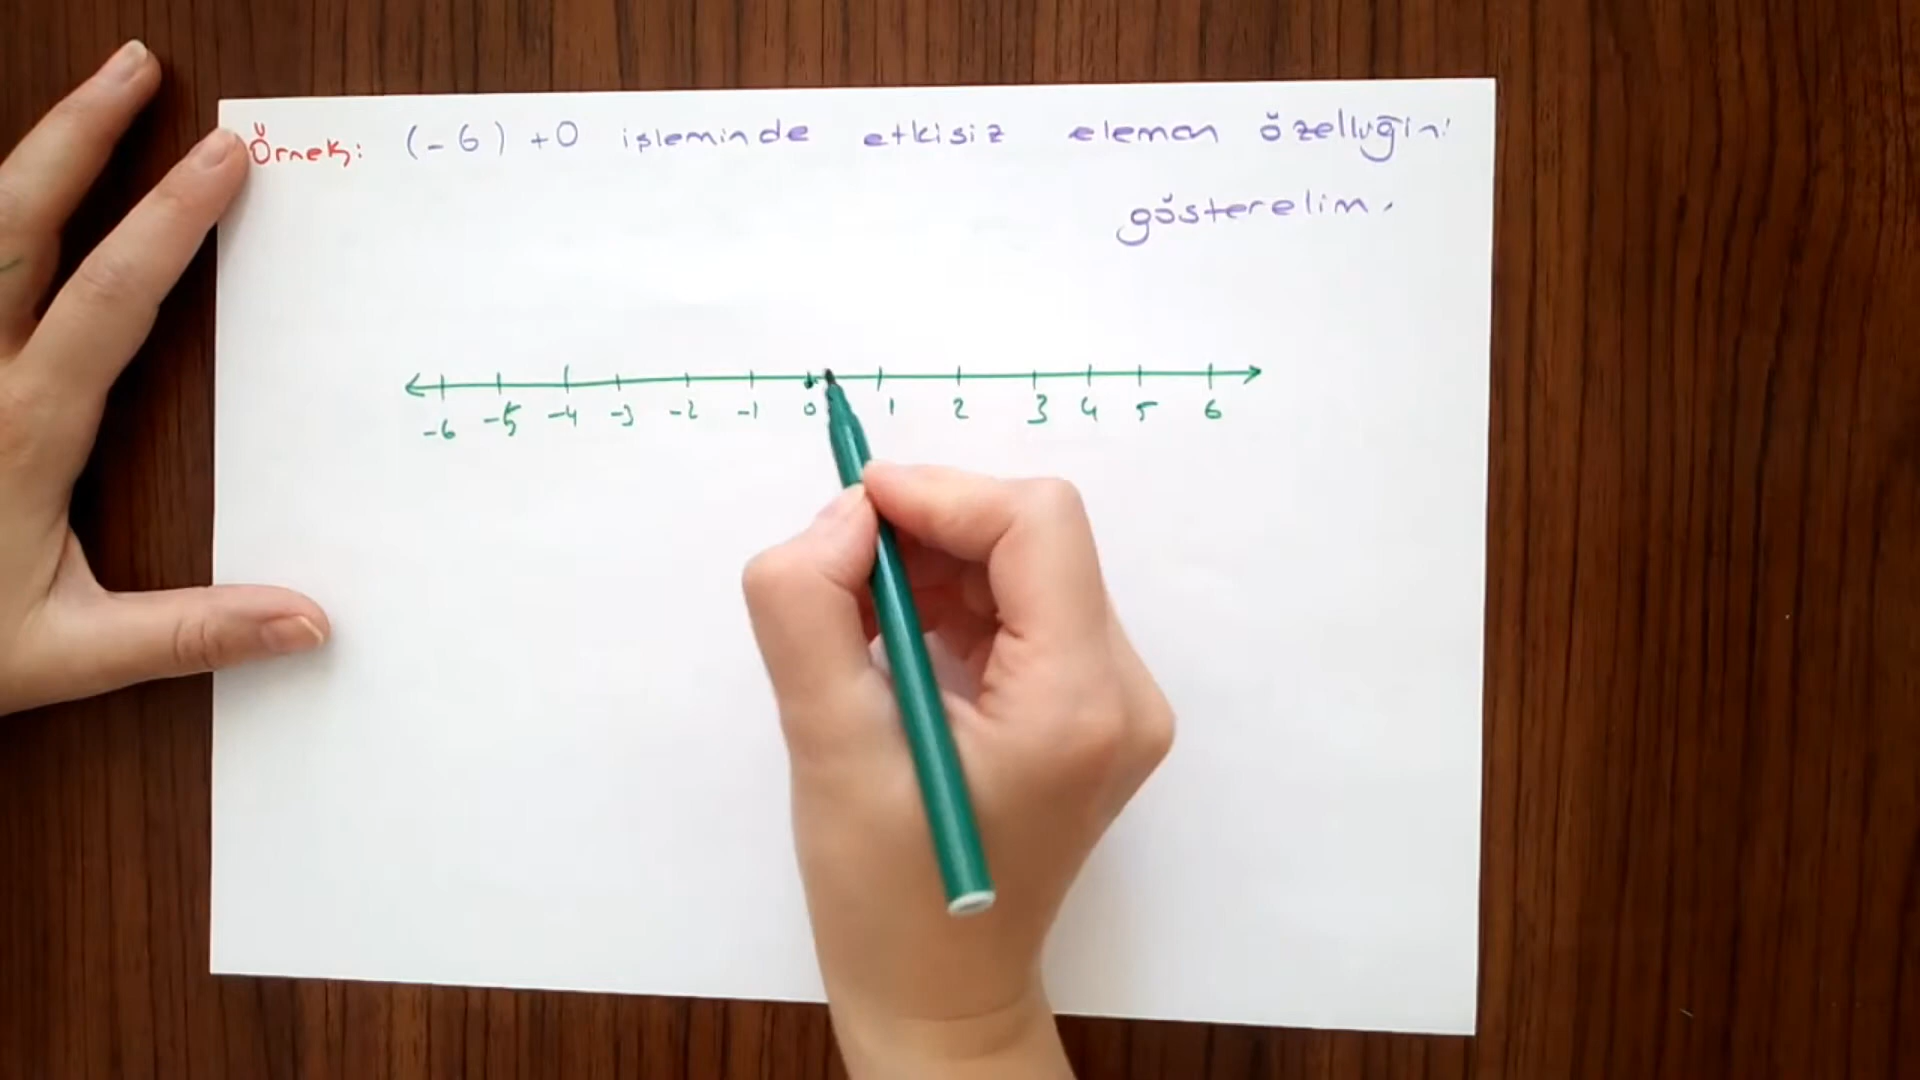 Örnek: (-6) +0 işleminde etkisiz eleman özelliğini
gösterelim.
-6 -5 -4 -3 -2 -1 0 1 2 3 4 5 6